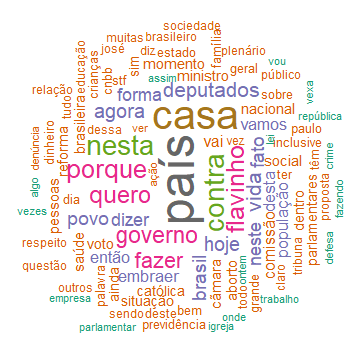 sociedade
muitas brasileiro
josé diz estado família plenário
brasileira educação crianças cnbb stf sim momento geral vou
relação dinheiro tudo assim ministro público
forma deputados sobre vexa
agora casa nacional república
denúncia reforma dessa ver vamos paulo
nesta vai vez fato lei inclusive crime
algo pessoas porque ação país contra flavinho vida social têm proposta fazendo
vezes dia quero população ter
povo dizer neste desta comissão parlamentares
respeito saúde voto governo hoje tribuna dentro defesa
questão então fazer brasil aborto claro
outros palavra ainda embraer câmara todo ontem grande trabalho
empresa católica situação
sendo deste bem onde
parlamentar previdência igreja